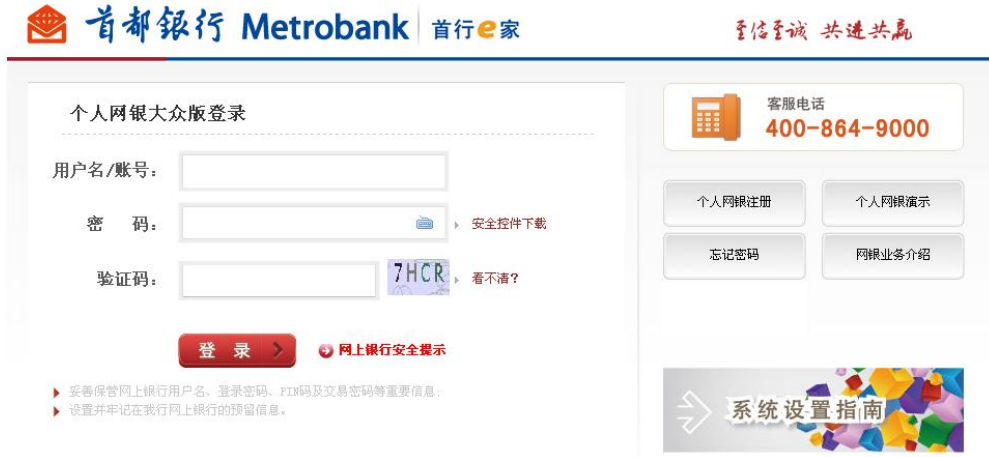 首都银行 Metrobank 首行e家
至信至诚 共进共赢
个人网银大众版登录
用户名/账号:
密 码:
安全控件下载
验证码:
7HCR
看不清?
登 录
网上银行安全提示
妥善保管网上银行用户名、登录密码、PIN码及交易密码等重要信息;
设置并牢记在我行网上银行的预留信息。
客服电话
400-864-9000
个人网银注册
个人网银演示
忘记密码
网银业务介绍
系统设置指南